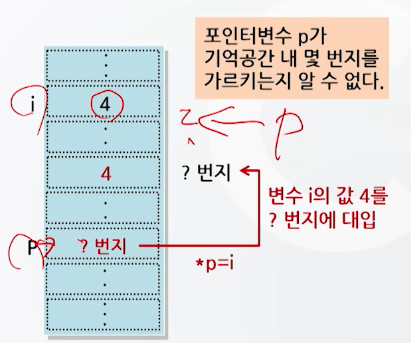 포인터변수 p가
기억공간 내 몇 번지를
가르키는지 알 수 없다.
i
4
?
p
4
? 번지
변수 i의 값 4를
? 번지에 대입
P
? 번지
*p=i